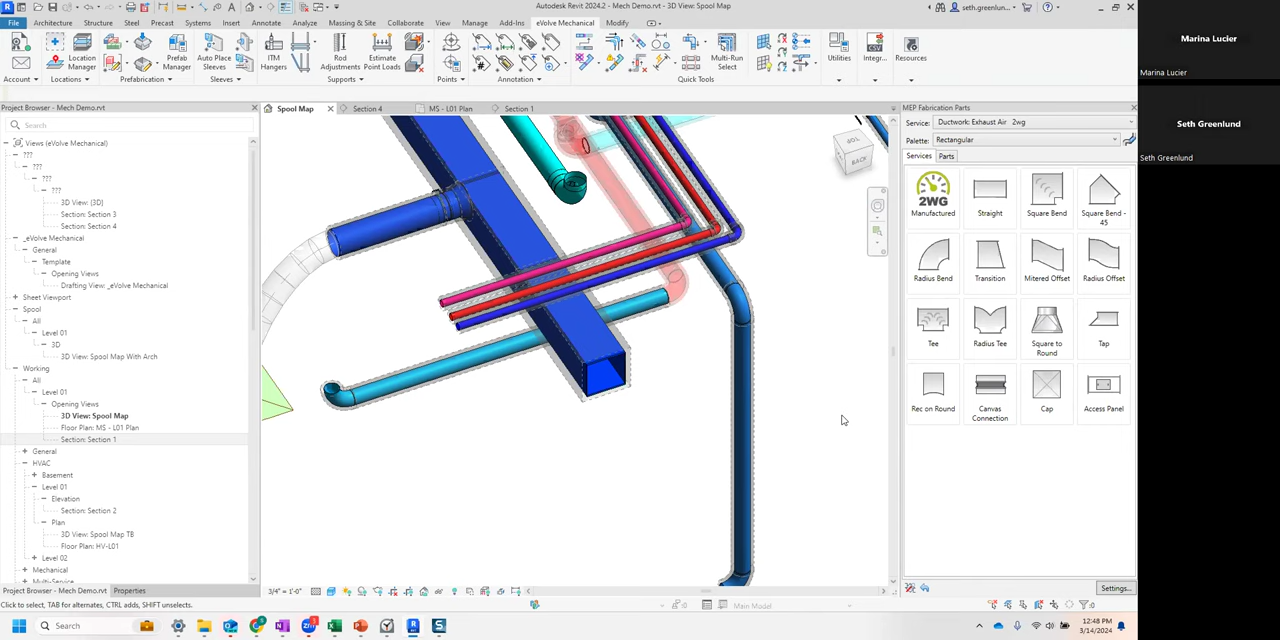 Autodesk Revit 2024.2 - Mech Demo.rvt - 3D View: Spool Map
seth.greenlun...
File Architecture Structure Steel Precast Systems Insert Annotate Analyze Massing & Site Collaborate View Manage Add-Ins eVolve Mechanical Modify
Location Manager
Prefab Manager
Auto Place Sleeves
ITM Hangers
Rod Adjustments
Estimate Point Loads
Multi-Run Select
Utilities
Integr...
Resources
Account Locations Prefabrication Sleeves Supports Points Annotation Quick Tools
Project Browser - Mech Demo.rvt
Search
Views (eVolve Mechanical)
???
???
???
3D View: {3D}
Section: Section 3
Section: Section 4
_eVolve Mechanical
General
Template
Opening Views
Drafting View: _eVolve Mechanical
Sheet Viewport
Spool
All
Level 01
3D
3D View: Spool Map With Arch
Working
All
Level 01
Opening Views
3D View: Spool Map
Floor Plan: MS - L01 Plan
Section: Section 1
General
HVAC
Basement
Level 01
Elevation
Section: Section 2
Plan
3D View: Spool Map TB
Floor Plan: HV-L01
Level 02
Mechanical
Multi-Service
Project Browser - Mech Demo.rvt Properties
Spool Map Section 4 MS - L01 Plan Section 1
BACK
3/4" = 1'-0"
MEP Fabrication Parts
Service: Ductwork: Exhaust Air 2wg
Palette: Rectangular
Services Parts
2WG
Manufactured Straight Square Bend Square Bend - 45
Radius Bend Transition Mitered Offset Radius Offset
Tee Radius Tee Square to Round Tap
Rec on Round Canvas Connection Cap Access Panel
Settings...
Click to select, TAB for alternates, CTRL adds, SHIFT unselects.
Main Model
Search
12:48 PM
3/14/2024
Marina Lucier
Marina Lucier
Seth Greenlund
Seth Greenlund